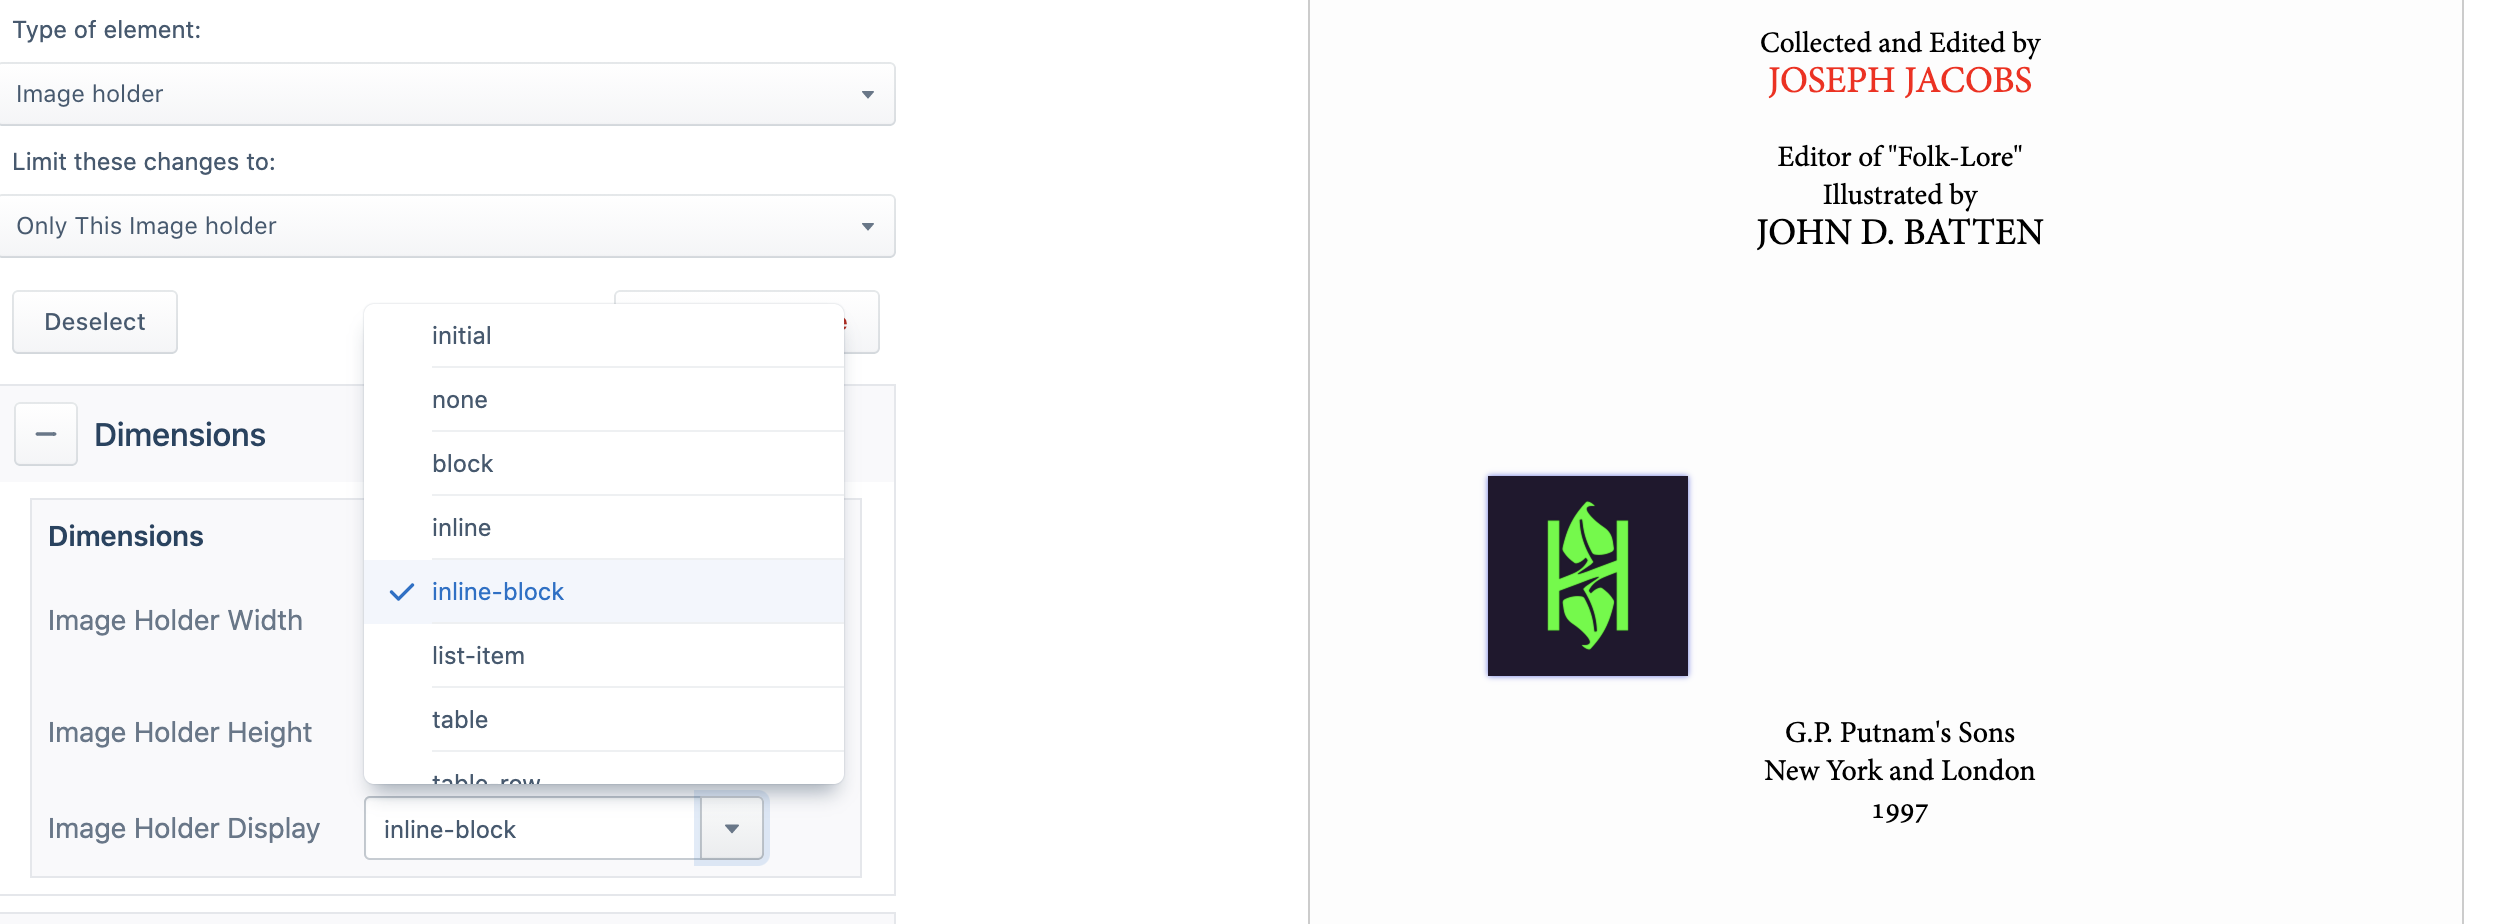 Type of element:
Image holder
Limit these changes to:
Only This Image holder
Deselect
initial
none
block
inline
inline-block
list-item
table
table-row
Dimensions
Dimensions
Image Holder Width
Image Holder Height
Image Holder Display
inline-block
Collected and Edited by
JOSEPH JACOBS
Editor of "Folk-Lore"
Illustrated by
JOHN D. BATTEN
G.P. Putnam's Sons
New York and London
1997